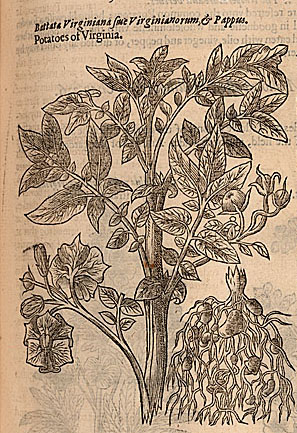 Battata Virginiana siue Virginianorum, & Pappus.
Potatoes of Virginia.